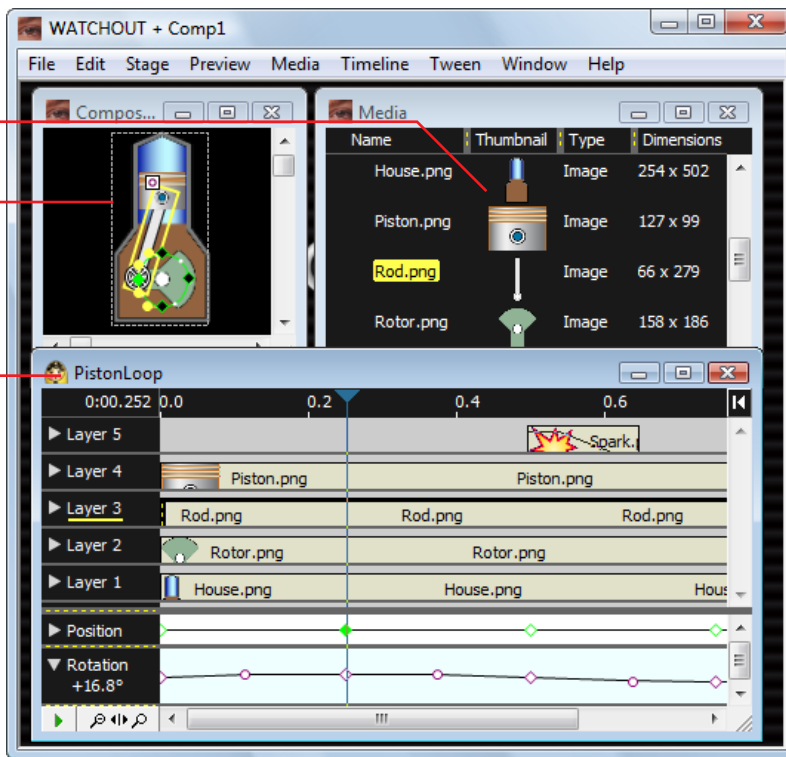 WATCHOUT + Comp1
File Edit Stage Preview Media Timeline Tween Window Help
Compos...
Media
Name Thumbnail Type Dimensions
House.png Image 254 x 502
Piston.png Image 127 x 99
Rod.png Image 66 x 279
Rotor.png Image 158 x 186
PistonLoop
0:00.252 0.0 0.2 0.4 0.6
Layer 5 Spark.
Layer 4 Piston.png Piston.png
Layer 3 Rod.png Rod.png Rod.png
Layer 2 Rotor.png Rotor.png
Layer 1 House.png House.png Hous
Position
Rotation
+16.8°